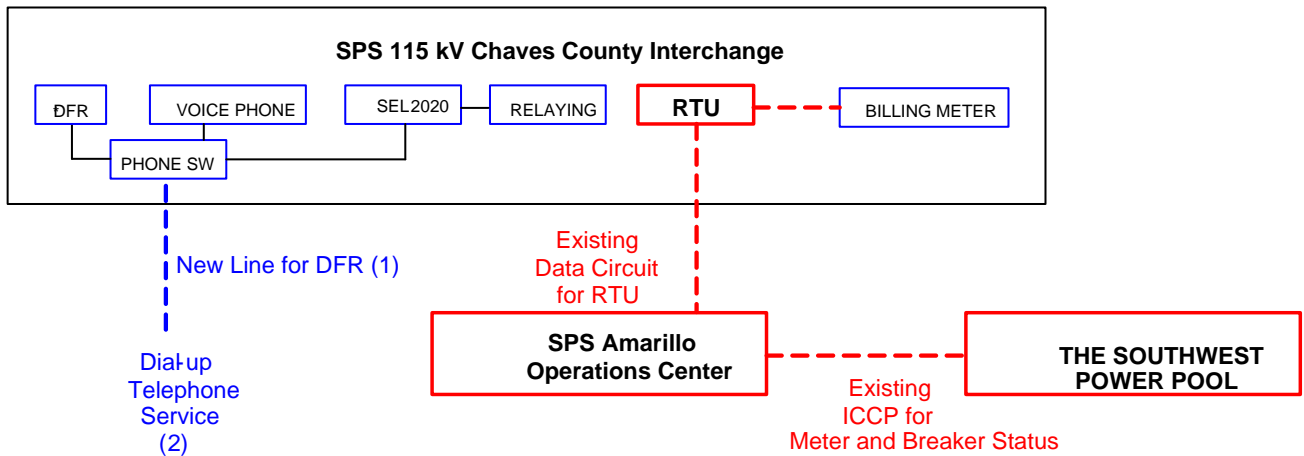 SPS 115 kV Chaves County Interchange
DFR
VOICE PHONE
SEL2020
RELAYING
RTU
BILLING METER
PHONE SW
New Line for DFR (1)
Existing
Data Circuit
for RTU
Dial-up
Telephone
Service
(2)
SPS Amarillo
Operations Center
THE SOUTHWEST
POWER POOL
Existing
ICCP for
Meter and Breaker Status